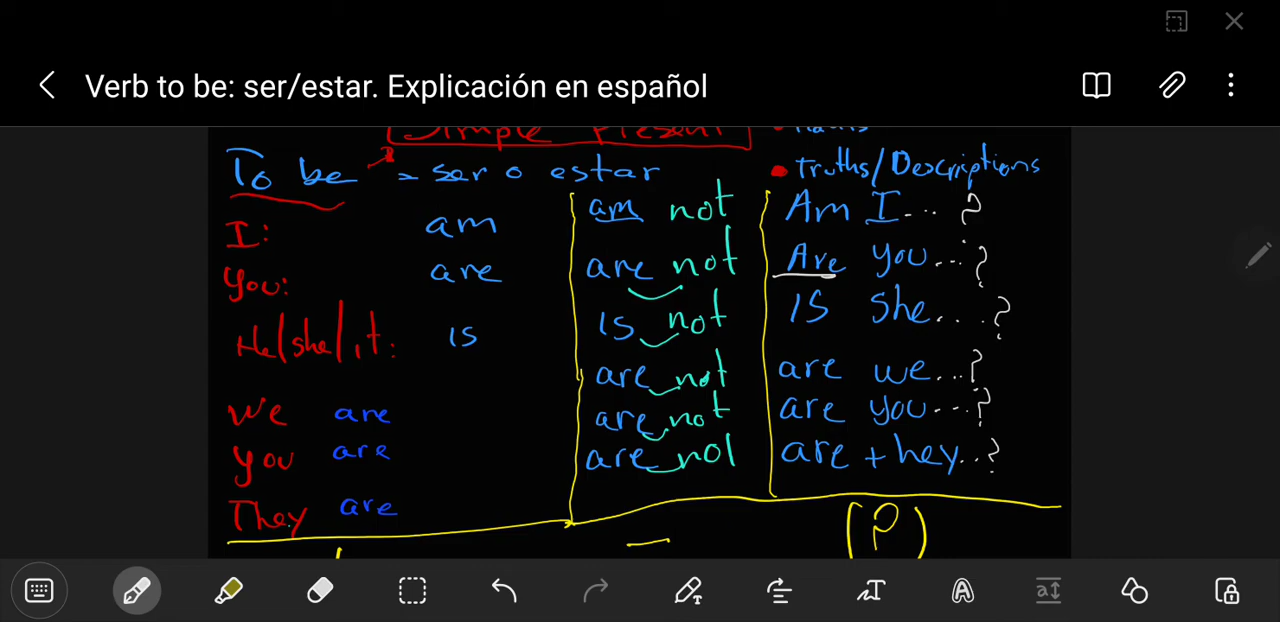 Verb to be: ser/estar. Explicación en español
Simple Present
To be = ser o estar
• Truths/Descriptions
I: am
am not
Am I... ?
You: are
are not
Are you...?
He/she/it: is
is not
Is she...?
are not
are we...?
We are
are not
are you...?
you are
are not
are they..?
They are
(?)